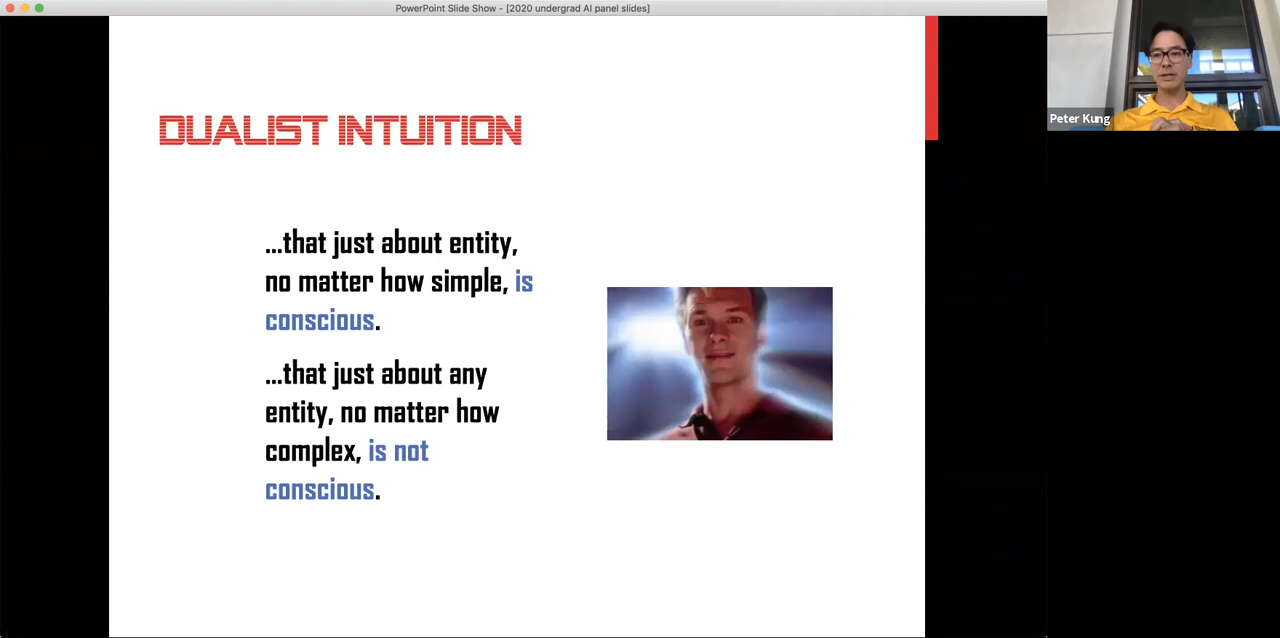 PowerPoint Slide Show - [2020 undergrad AI panel slides]
DUALIST INTUITION
...that just about entity,
no matter how simple, is
conscious.
...that just about any
entity, no matter how
complex, is not
conscious.
Peter Kung